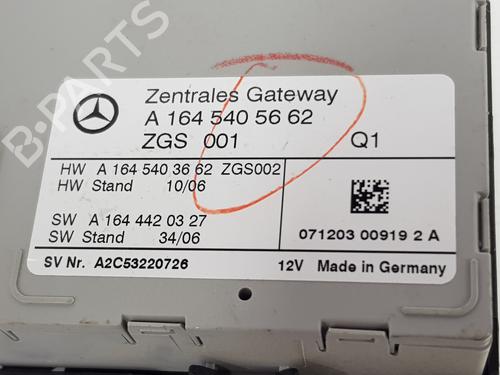 B-PARTS
Zentrales Gateway
A 164 540 56 62
ZGS 001 Q1
HW A 164 540 36 62 ZGS002
HW Stand 10/06
SW A 164 442 03 27
SW Stand 34/06
071203 00919 2 A
SV Nr. A2C53220726 12V Made in Germany